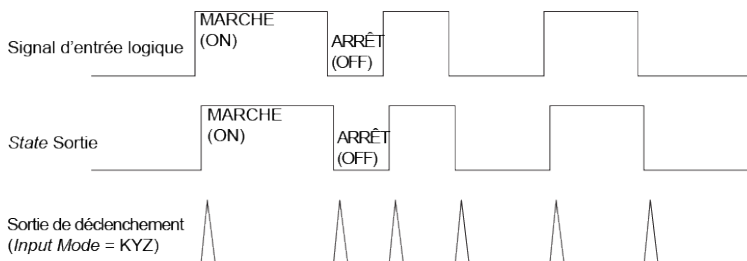 MARCHE
(ON)
Signal d'entrée logique
ARRÊT
(OFF)
MARCHE
(ON)
State Sortie
ARRÊT
(OFF)
Sortie de déclenchement
(Input Mode = KYZ)